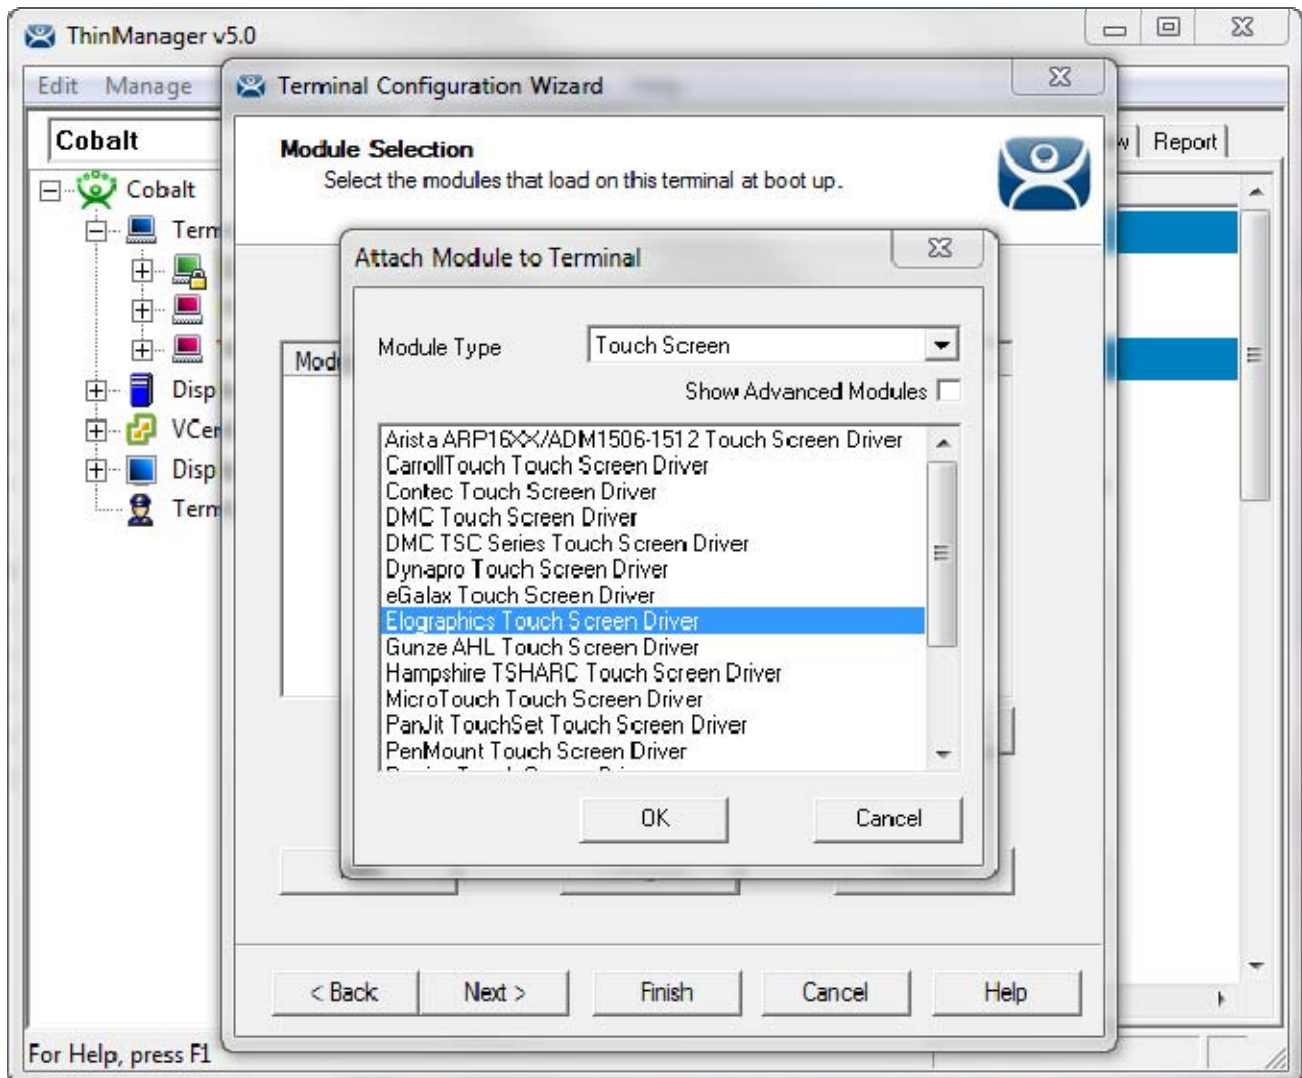 ThinManager v5.0
Edit Manage
Terminal Configuration Wizard
Cobalt
Report
Module Selection
Select the modules that load on this terminal at boot up.
Cobalt
Term
Disp
VCer
Disp
Term
Attach Module to Terminal
Module Type
Touch Screen
Show Advanced Modules
Arista ARP16XX/ADM1506-1512 Touch Screen Driver
CarrollTouch Touch Screen Driver
Contec Touch Screen Driver
DMC Touch Screen Driver
DMC TSC Series Touch Screen Driver
Dynapro Touch Screen Driver
eGalax Touch Screen Driver
Elographics Touch Screen Driver
Gunze AHL Touch Screen Driver
Hampshire TSHARC Touch Screen Driver
MicroTouch Touch Screen Driver
PanJit TouchSet Touch Screen Driver
PenMount Touch Screen Driver
OK Cancel
< Back Next > Finish Cancel Help
For Help, press F1